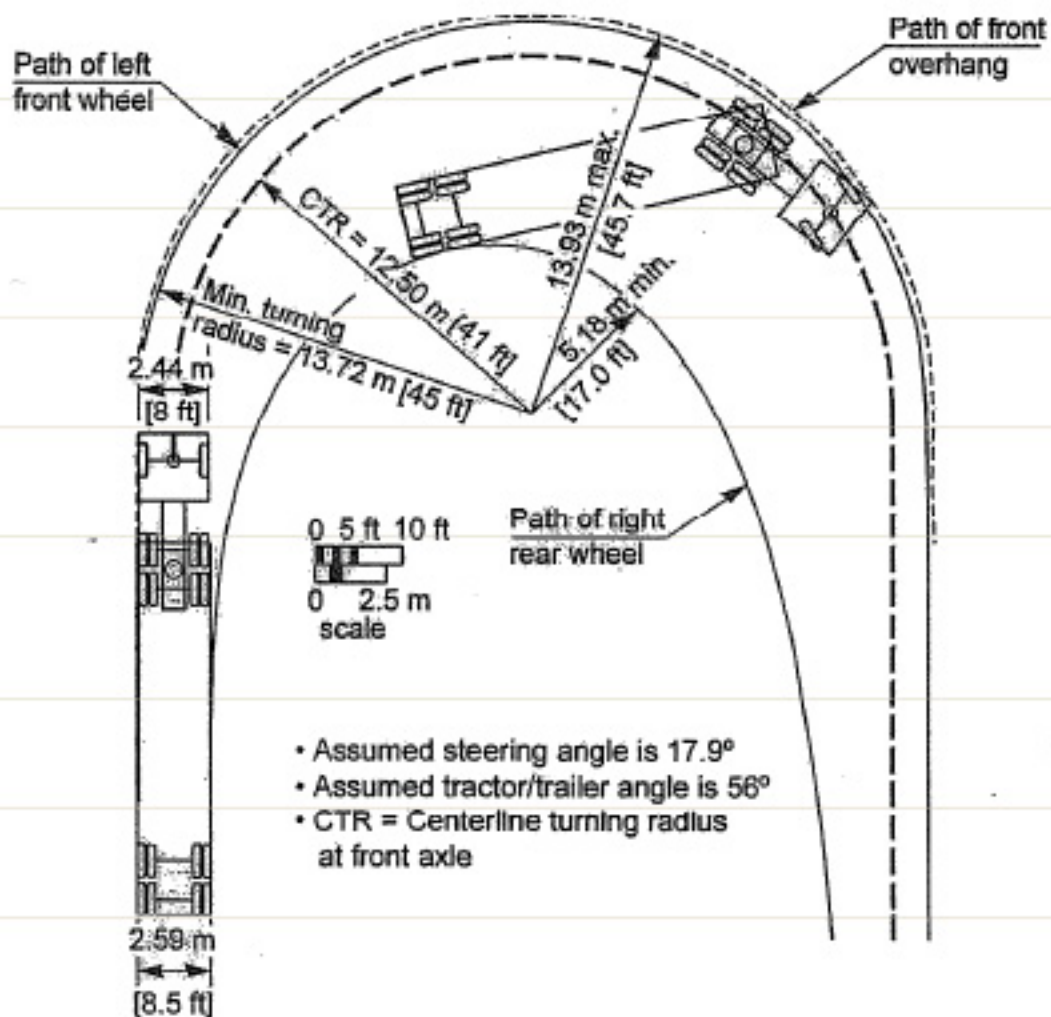 Path of left
front wheel
Path of front
overhang
CTR = 12.50 m [41 ft]
13.93 m max.
[45.7 ft]
Min. turning
radius = 13.72 m [45 ft]
5.18 m min.
[17.0 ft]
2.44 m
[8 ft]
Path of right
rear wheel
0 5 ft 10 ft
0 2.5 m
scale
• Assumed steering angle is 17.9º
• Assumed tractor/trailer angle is 56º
• CTR = Centerline turning radius
at front axle
2.59 m
[8.5 ft]